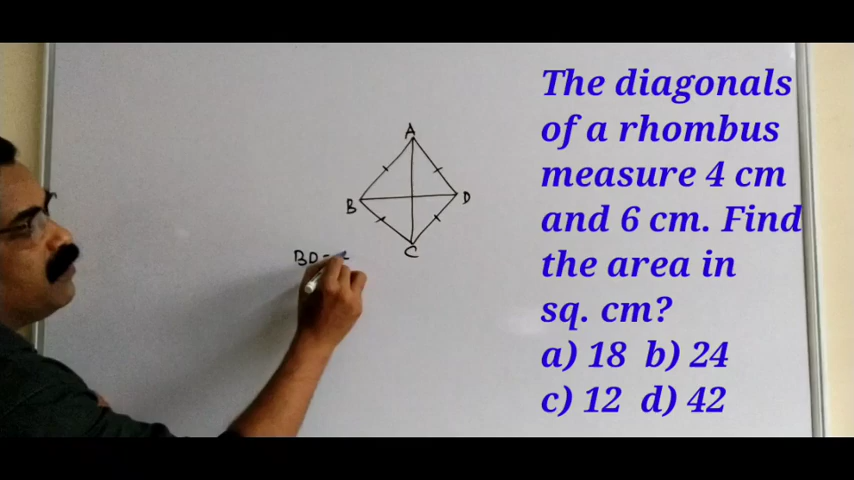 A
B
D
C
BD =
The diagonals
of a rhombus
measure 4 cm
and 6 cm. Find
the area in
sq. cm?
a) 18 b) 24
c) 12 d) 42